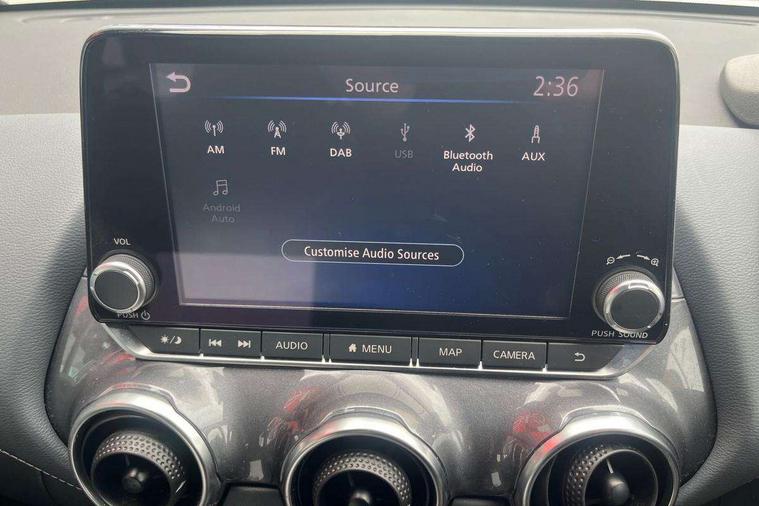 Source 2:36
AM FM DAB USB Bluetooth Audio AUX
Android Auto
Customise Audio Sources
VOL
PUSH
PUSH SOUND
AUDIO MENU MAP CAMERA